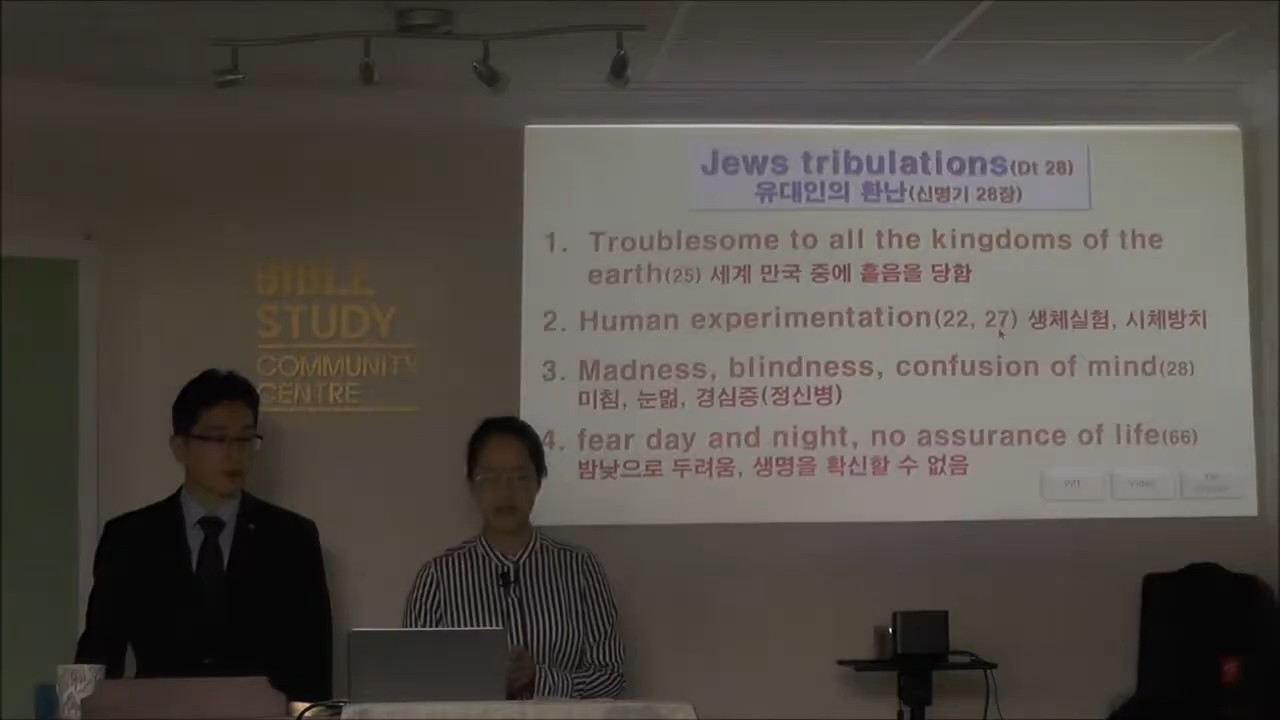 BIBLE
STUDY
COMMUNITY
CENTRE
Jews tribulations(Dt 28)
유대인의 환난(신명기 28장)
1. Troublesome to all the kingdoms of the
earth(25) 세계 만국 중에 흩음을 당함
2. Human experimentation(22, 27) 생체실험, 시체방치
3. Madness, blindness, confusion of mind(28)
미침, 눈멂, 경심증(정신병)
4. fear day and night, no assurance of life(66)
밤낮으로 두려움, 생명을 확신할 수 없음
PPT
Video